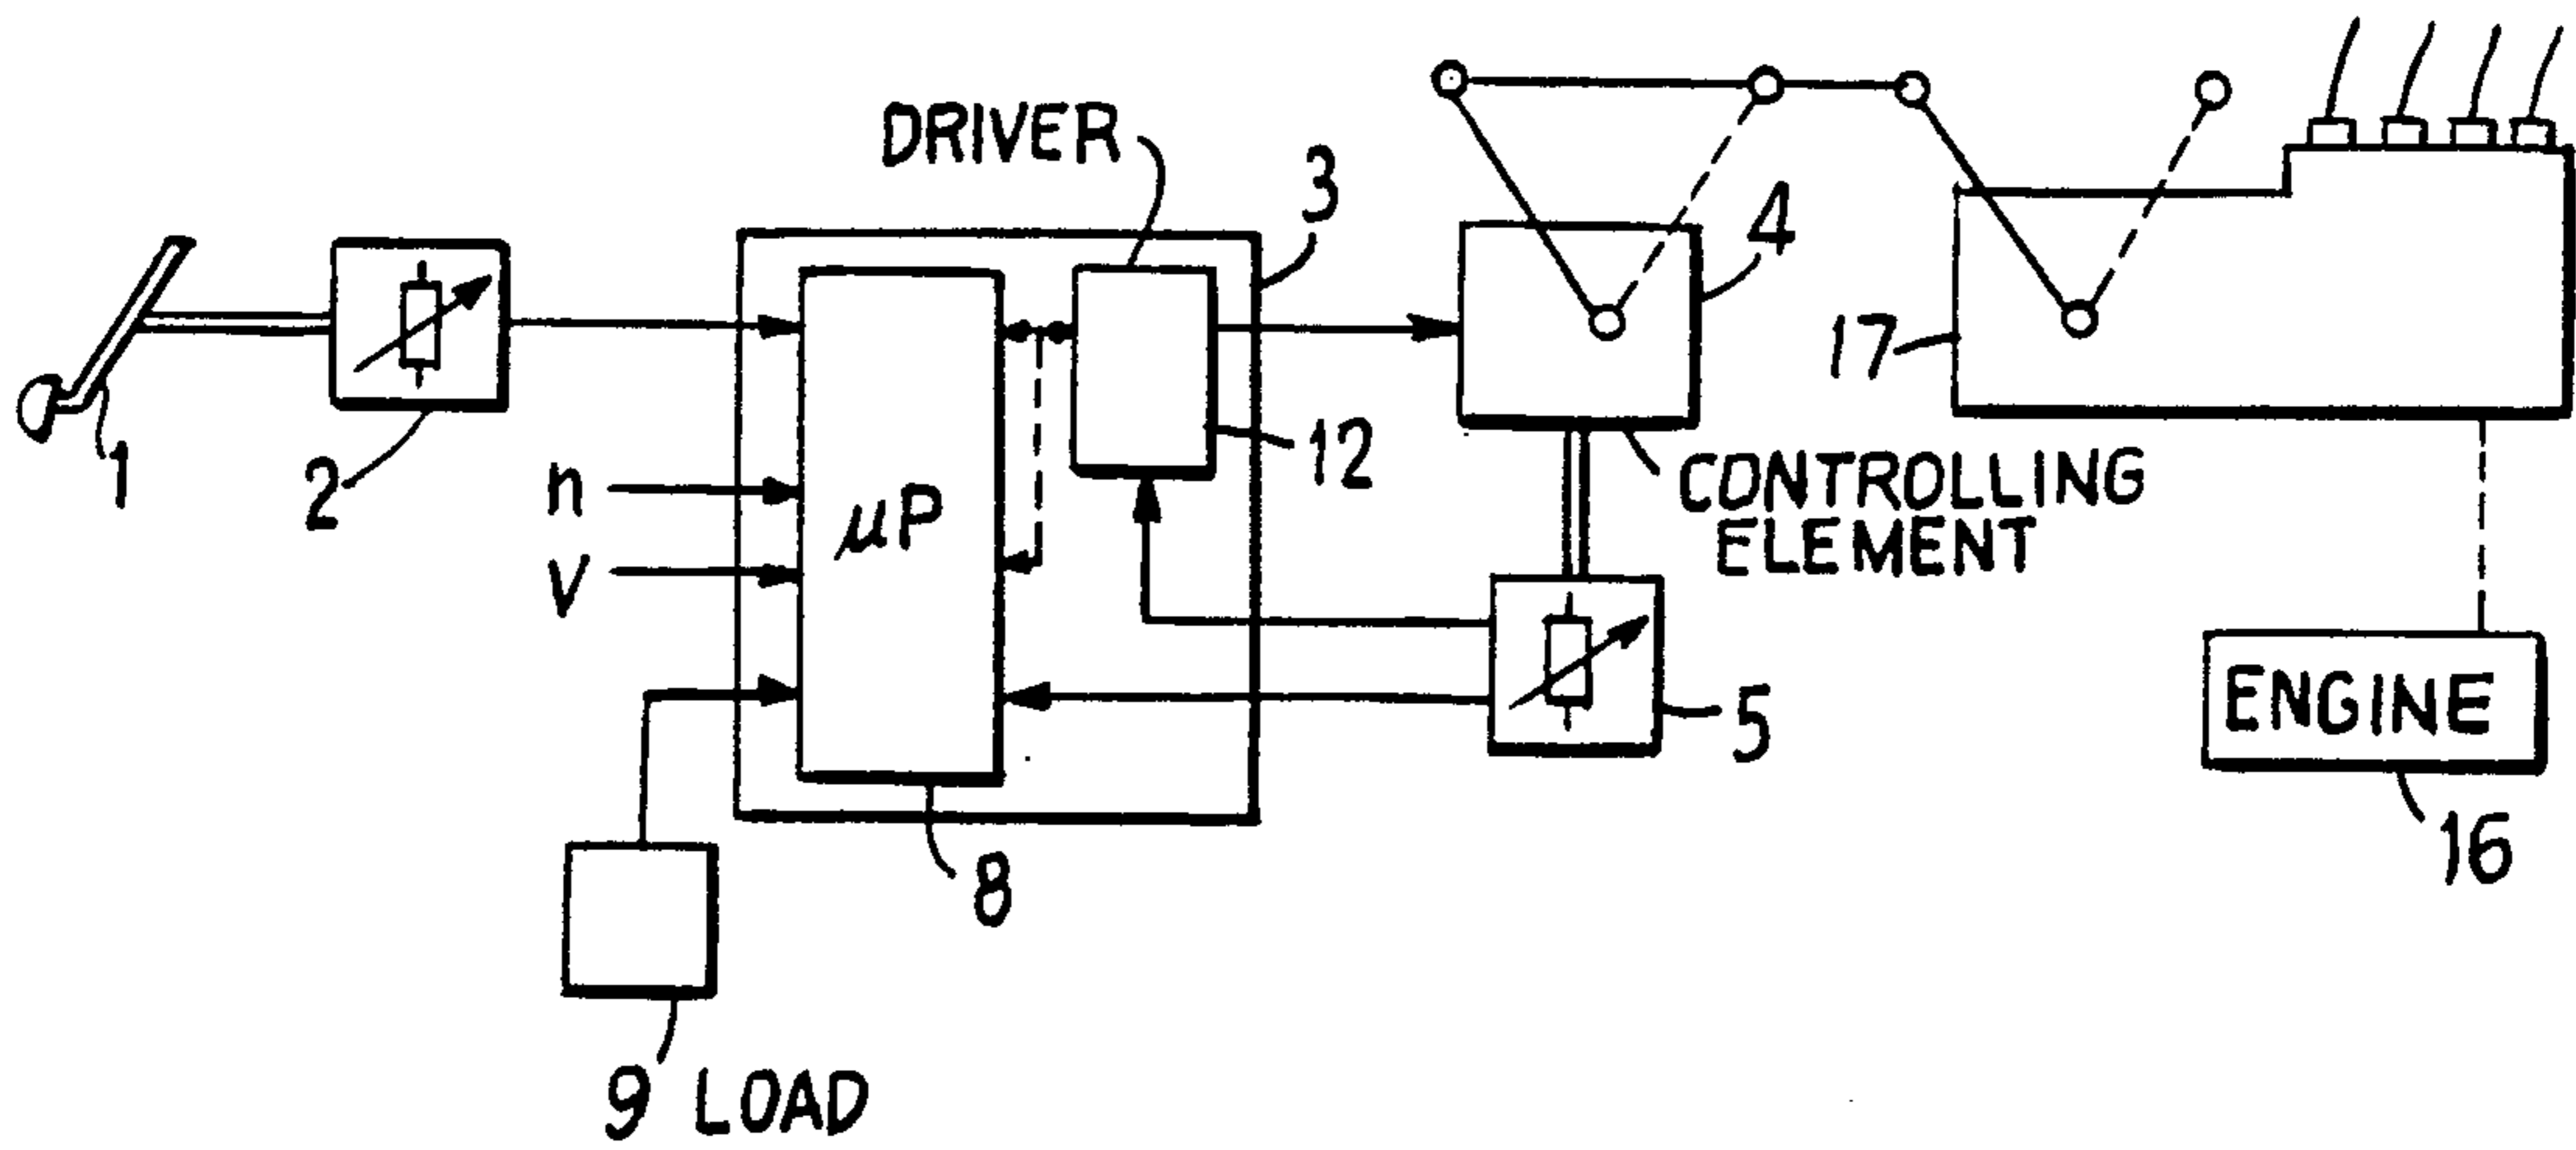 DRIVER
3
4
1
2
n
V
μP
12
17
CONTROLLING
ELEMENT
5
ENGINE
16
8
9 LOAD